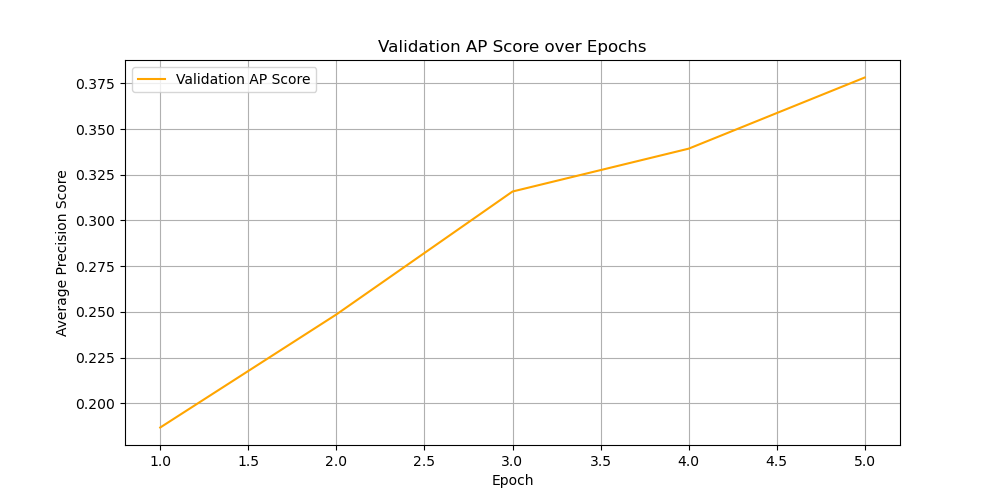 Validation AP Score over Epochs
Validation AP Score
Average Precision Score
0.375
0.350
0.325
0.300
0.275
0.250
0.225
0.200
1.0 1.5 2.0 2.5 3.0 3.5 4.0 4.5 5.0
Epoch